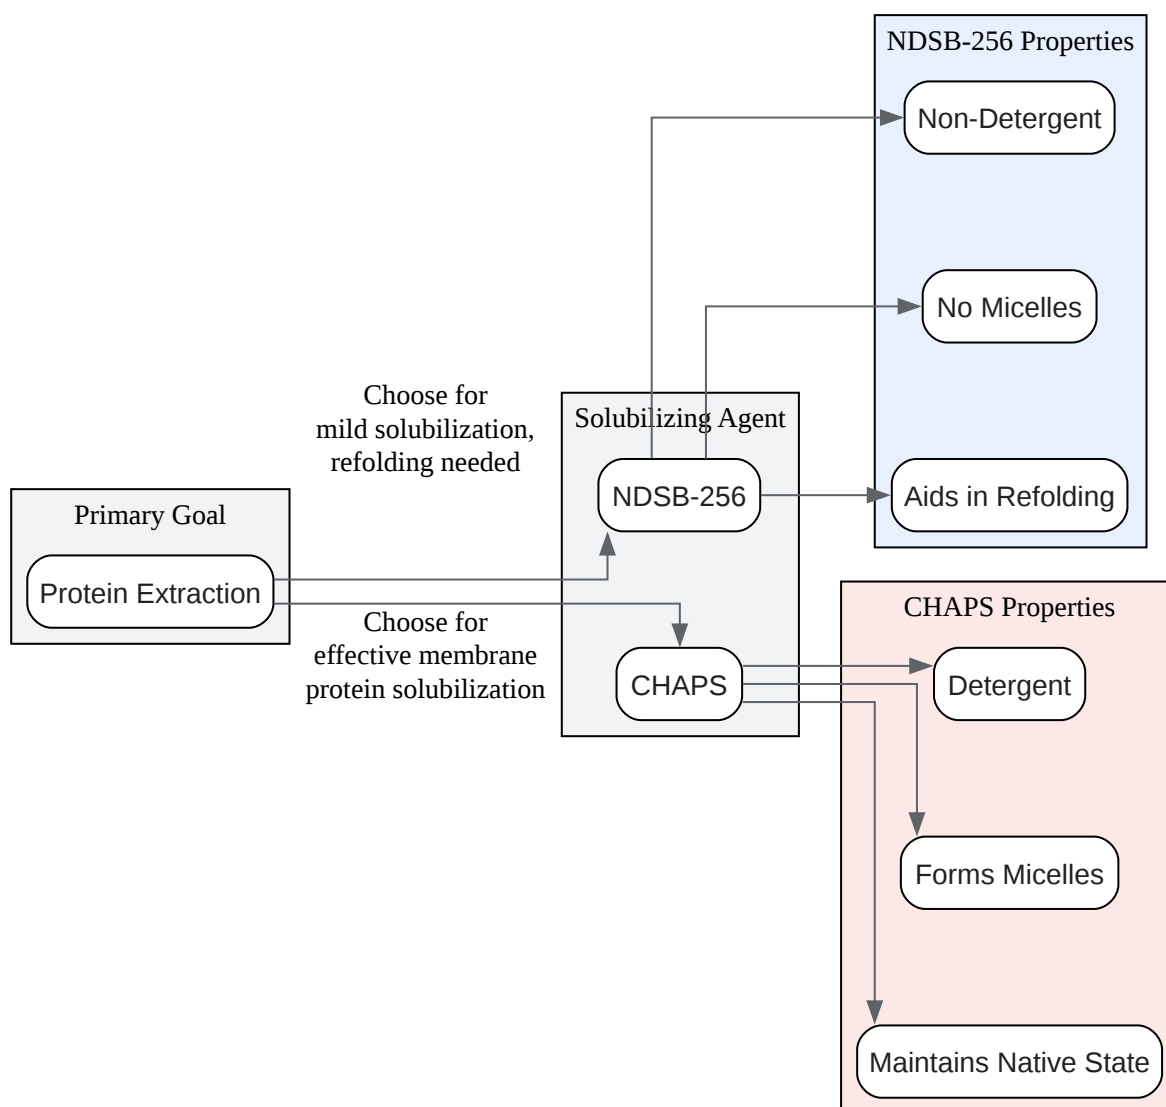 NDSB-256 Properties
Non-Detergent
No Micelles
Choose for
mild solubilization,
refolding needed
Solubilizing Agent
NDSB-256
Aids in Refolding
Primary Goal
Protein Extraction
Choose for
effective membrane
protein solubilization
CHAPS
CHAPS Properties
Detergent
Forms Micelles
Maintains Native State